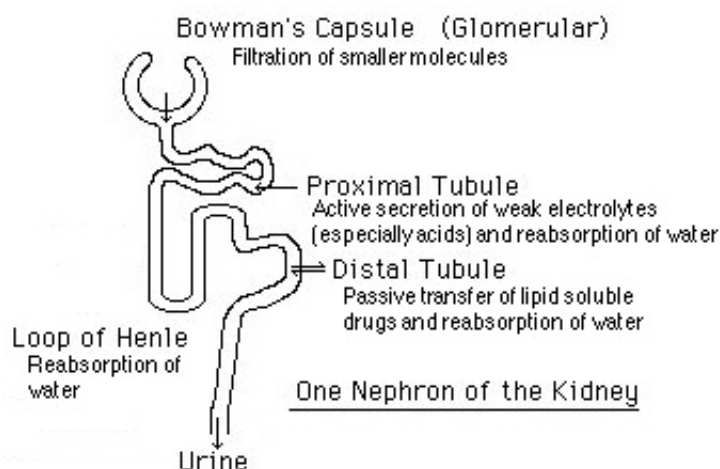 Bowman's Capsule (Glomerular)
Filtration of smaller molecules
Proximal Tubule
Active secretion of weak electrolytes
(especially acids) and reabsorption of water
Distal Tubule
Passive transfer of lipid soluble
drugs and reabsorption of water
Loop of Henle
Reabsorption of
water
One Nephron of the Kidney
Urine